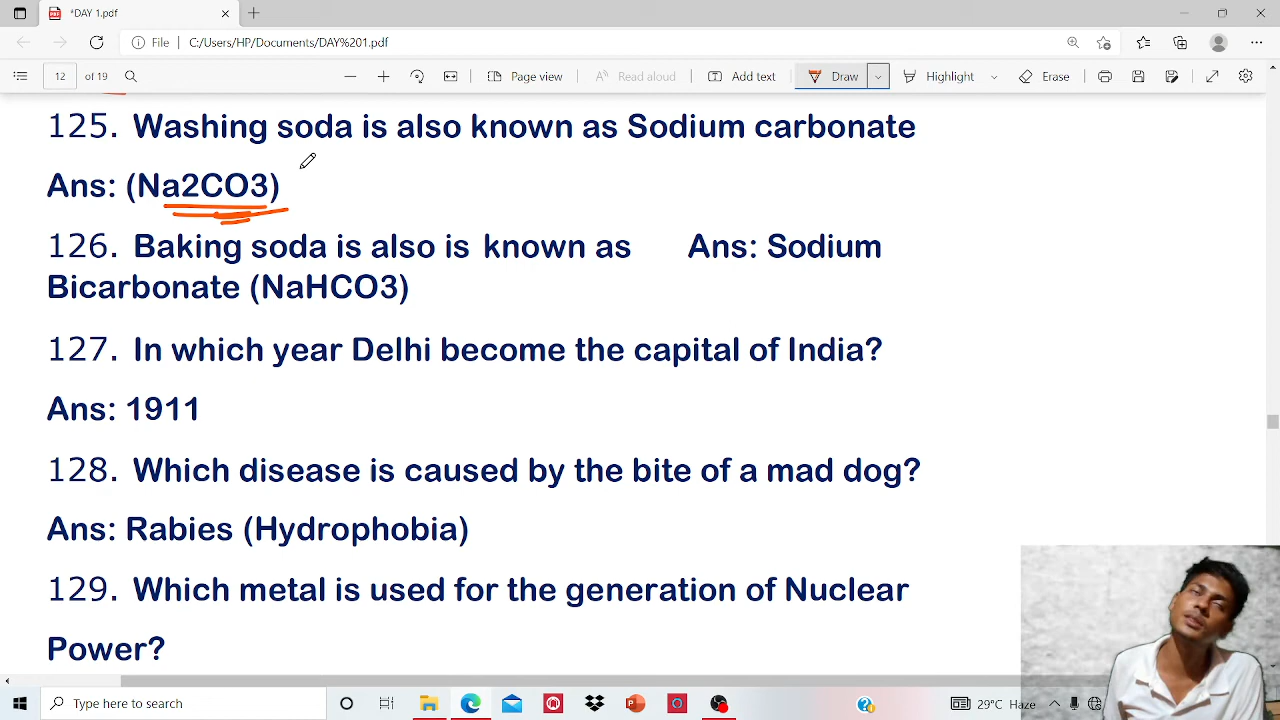 *DAY 1.pdf
File C:/Users/HP/Documents/DAY%201.pdf
12 of 19 Page view Read aloud Add text Draw Highlight Erase
125. Washing soda is also known as Sodium carbonate
Ans: (Na2CO3)
126. Baking soda is also is known as Ans: Sodium
Bicarbonate (NaHCO3)
127. In which year Delhi become the capital of India?
Ans: 1911
128. Which disease is caused by the bite of a mad dog?
Ans: Rabies (Hydrophobia)
129. Which metal is used for the generation of Nuclear
Power?
Type here to search 29°C Haze